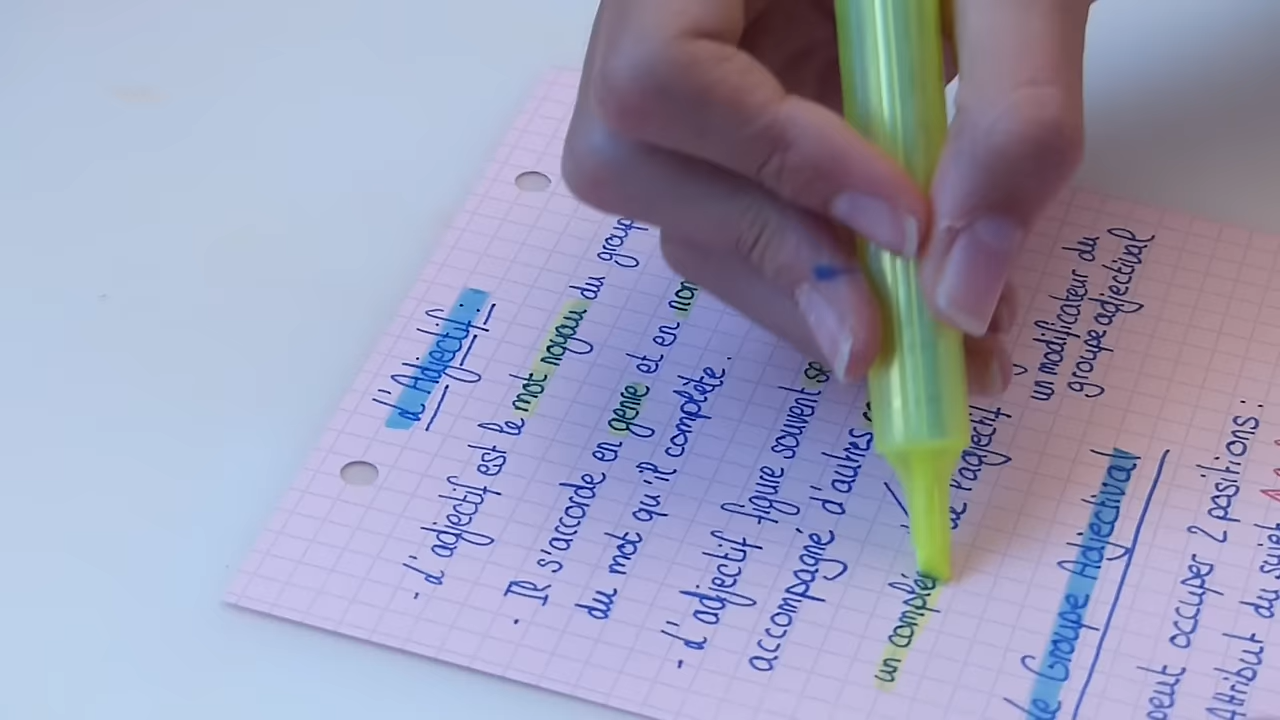 L'Adjectif :
- L'adjectif est le mot noyau du group
- Il s'accorde en genre et en nom
du mot qu'il complète.
- L'adjectif figure souvent se
accompagné d'autres
un modificateur du
groupe adjectival
un complé de l'adjectif
Le Groupe Adjectival
peut occuper 2 positions :
Attribut du sujet